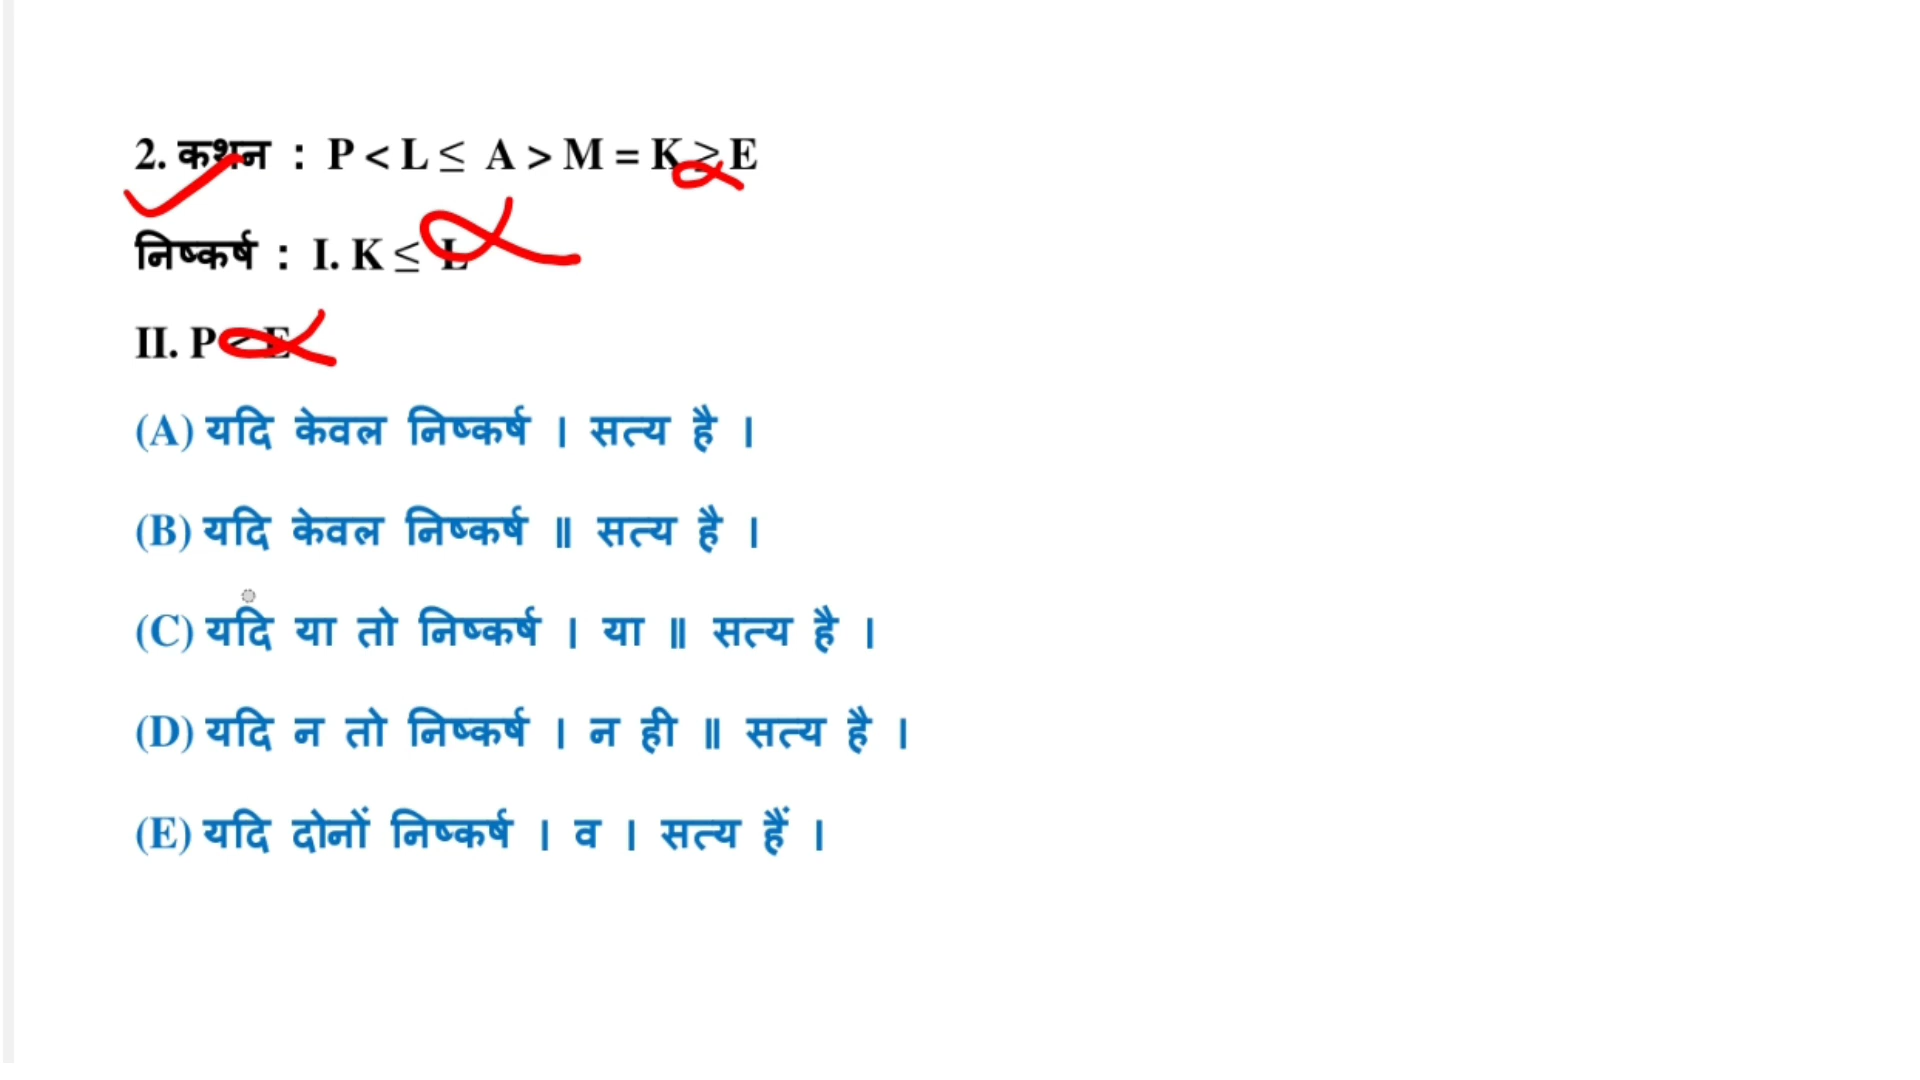 2. कथन : P < L ≤ A > M = K ≥ E
निष्कर्ष : I. K ≤ L
II. P < E
(A) यदि केवल निष्कर्ष । सत्य है ।
(B) यदि केवल निष्कर्ष ॥ सत्य है ।
(C) यदि या तो निष्कर्ष । या ॥ सत्य है ।
(D) यदि न तो निष्कर्ष । न ही ॥ सत्य है ।
(E) यदि दोनों निष्कर्ष । व । सत्य हैं ।